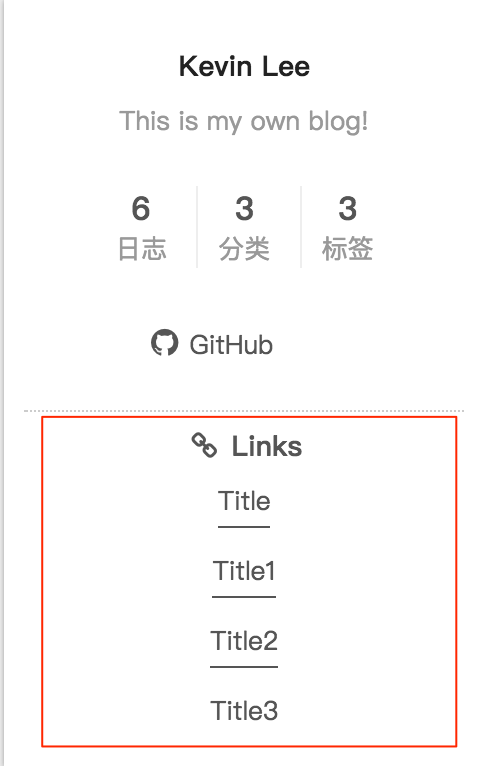 Kevin Lee
This is my own blog!
6 3 3
日志 分类 标签
GitHub
Links
Title
Title1
Title2
Title3